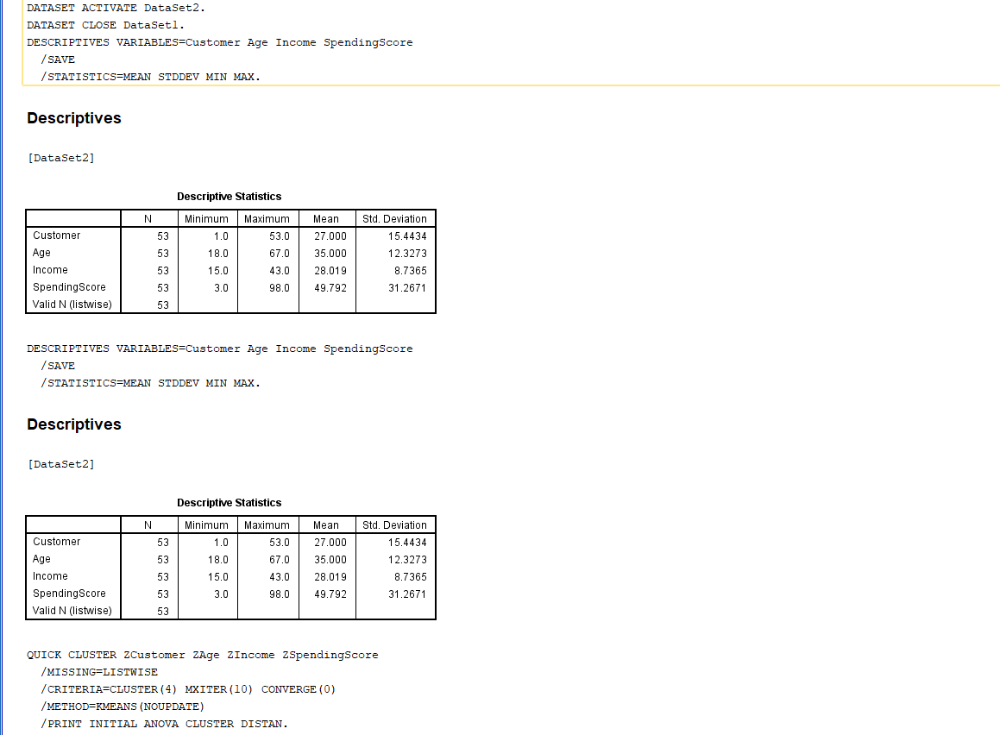 DATASET ACTIVATE DataSet2.
DATASET CLOSE DataSet1.
DESCRIPTIVES VARIABLES=Customer Age Income SpendingScore
/SAVE
/STATISTICS=MEAN STDDEV MIN MAX.
Descriptives
[DataSet2]
Descriptive Statistics
N Minimum Maximum Mean Std. Deviation
Customer 53 1.0 53.0 27.000 15.4434
Age 53 18.0 67.0 35.000 12.3273
Income 53 15.0 43.0 28.019 8.7365
SpendingScore 53 3.0 98.0 49.792 31.2671
Valid N (listwise) 53
DESCRIPTIVES VARIABLES=Customer Age Income SpendingScore
/SAVE
/STATISTICS=MEAN STDDEV MIN MAX.
Descriptives
[DataSet2]
Descriptive Statistics
N Minimum Maximum Mean Std. Deviation
Customer 53 1.0 53.0 27.000 15.4434
Age 53 18.0 67.0 35.000 12.3273
Income 53 15.0 43.0 28.019 8.7365
SpendingScore 53 3.0 98.0 49.792 31.2671
Valid N (listwise) 53
QUICK CLUSTER ZCustomer ZAge ZIncome ZSpendingScore
/MISSING=LISTWISE
/CRITERIA=CLUSTER(4) MXITER(10) CONVERGE(0)
/METHOD=KMEANS(NOUPDATE)
/PRINT INITIAL ANOVA CLUSTER DISTAN.